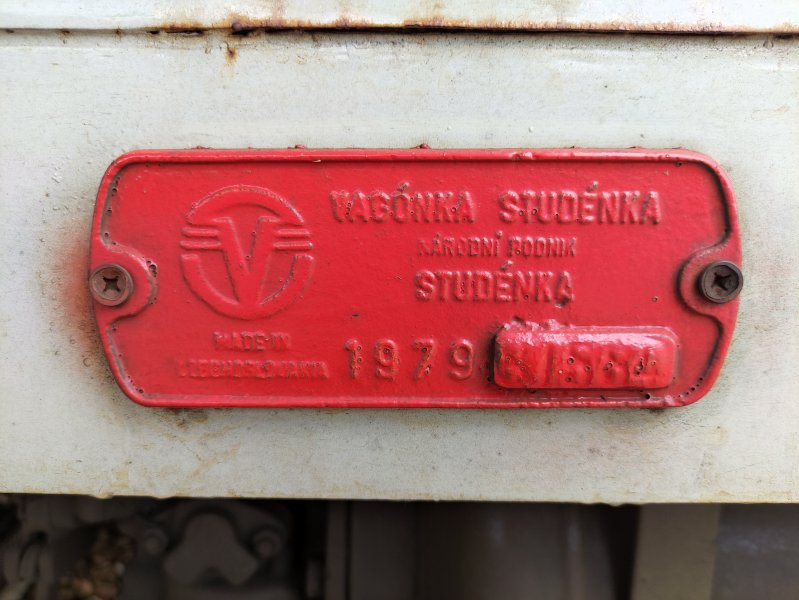 V
VAGÓNKA STUDÉNKA
NÁRODNÍ PODNIK
STUDÉNKA
MADE IN
CZECHOSLOVAKIA
1979